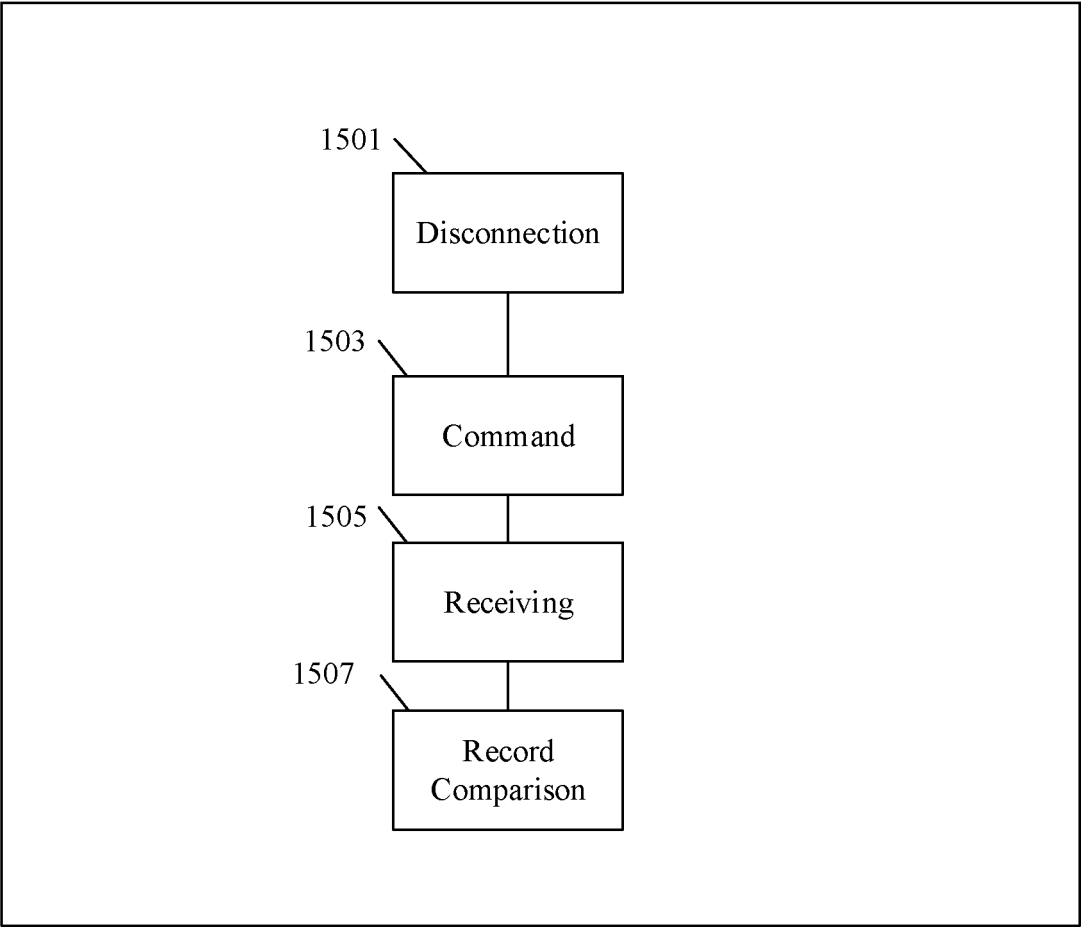 1501
Disconnection
1503
Command
1505
Receiving
1507
Record
Comparison